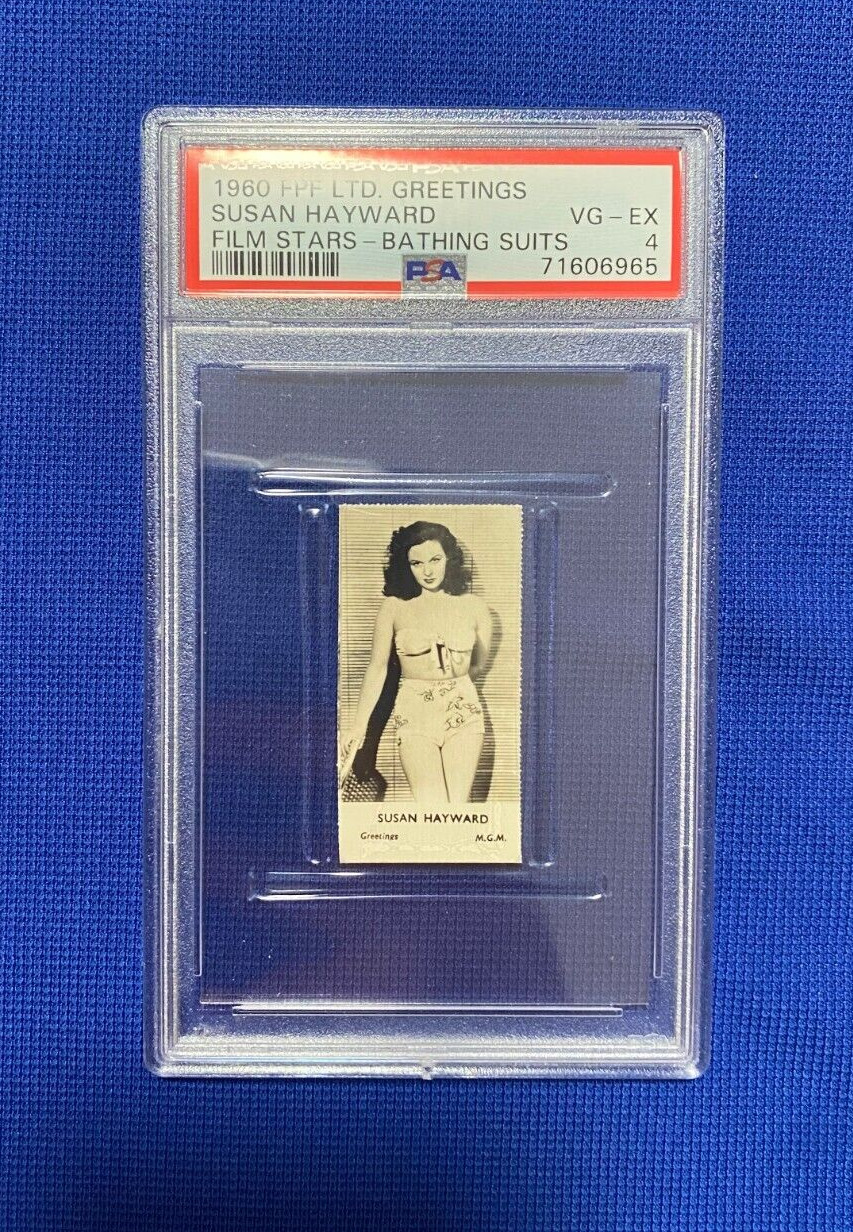 1960 FPF LTD. GREETINGS
SUSAN HAYWARD VG-EX
FILM STARS-BATHING SUITS 4
PSA 71606965
SUSAN HAYWARD
Greetings M.G.M.